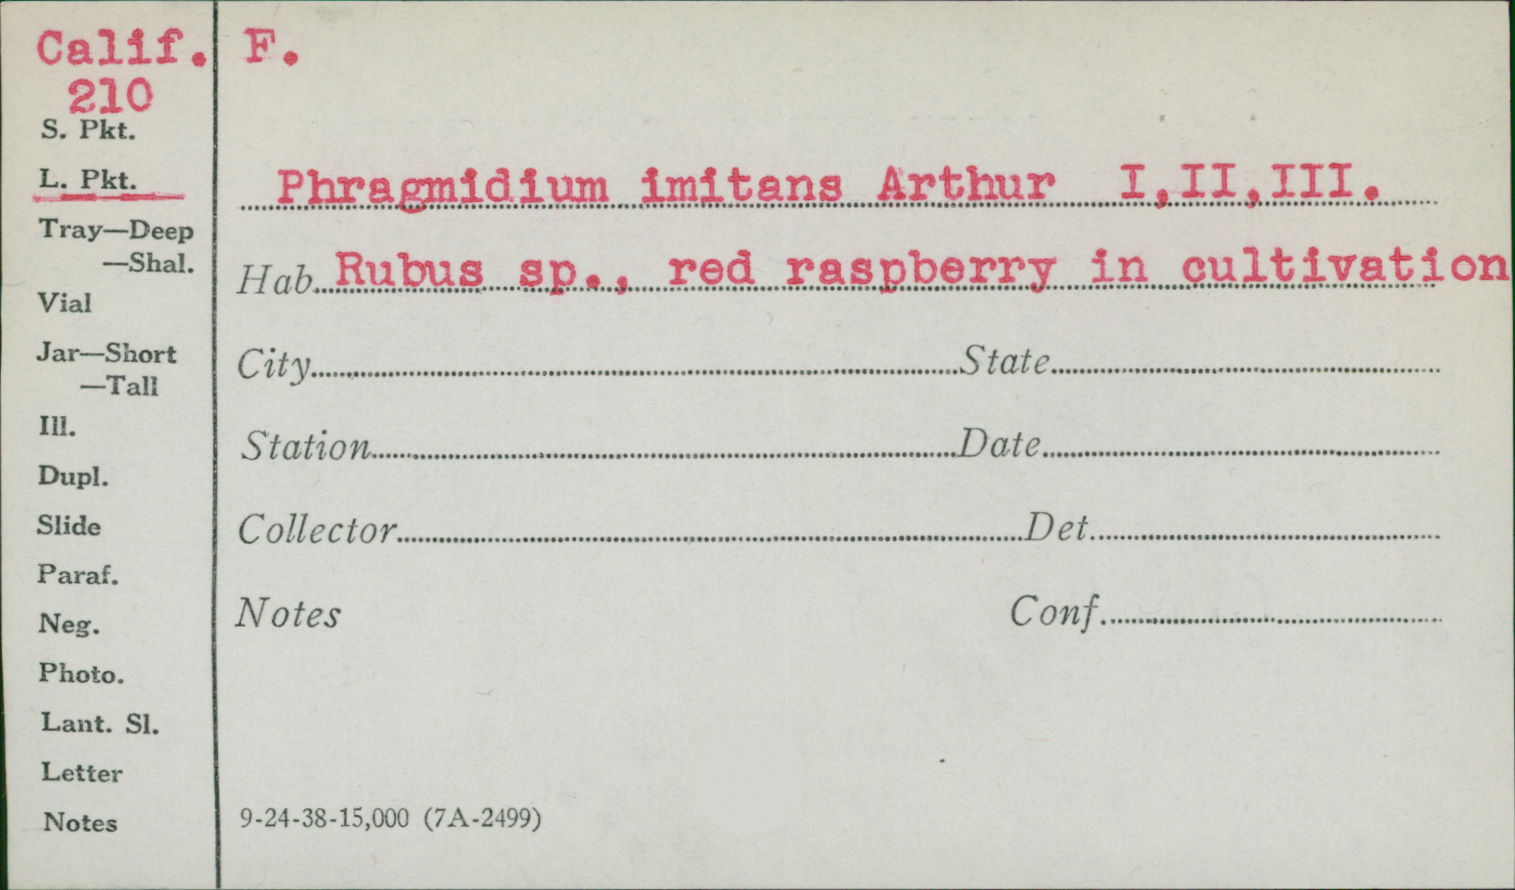 Calif. F.
210
S. Pkt.
L. Pkt.
Phragmidium imitans Arthur I,II,III.
Tray—Deep
—Shal.
Hab. Rubus sp., red raspberry in cultivation
Vial
Jar—Short
—Tall
City State
Ill.
Station Date
Dupl.
Slide
Collector Det.
Paraf.
Neg.
Notes Conf.
Photo.
Lant. Sl.
Letter
Notes
9-24-38-15,000 (7A-2499)